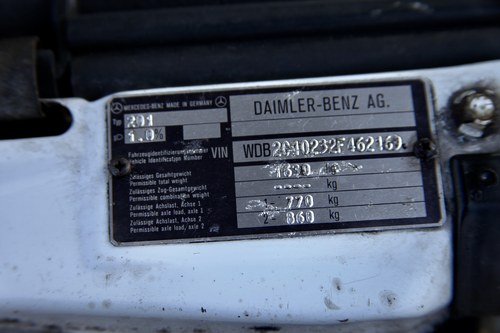 MERCEDES-BENZ MADE IN GERMANY
DAIMLER-BENZ AG.
Typ 201
1.0%
Fahrzeugidentifizierungsnummer
Vehicle Identification Number
VIN
Zulässiges Gesamtgewicht
Permissible total weight
kg
Zulässiges Zug-Gesamtgewicht
Permissible combination weight
kg
Zulässige Achslast, Achse 1
Permissible axle load, axle 1
770
kg
Zulässige Achslast, Achse 2
Permissible axle load, axle 2
2- 860
kg